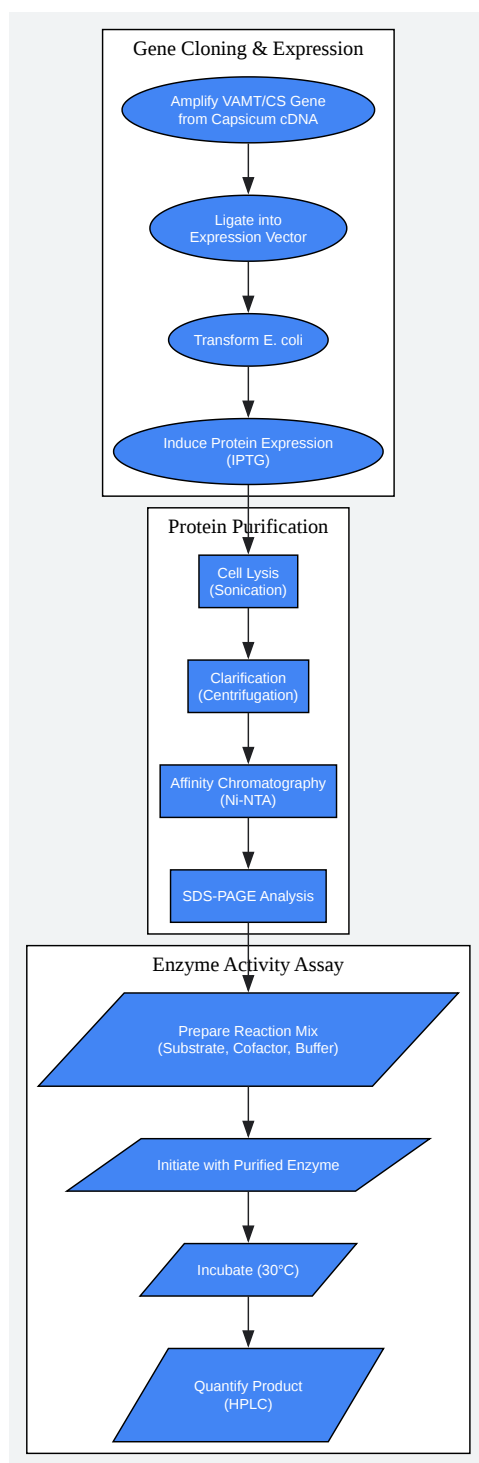 Gene Cloning & Expression
Amplify VAMT/CS Gene
from Capsicum cDNA
Ligate into
Expression Vector
Transform E. coli
Induce Protein Expression
(IPTG)
Protein Purification
Cell Lysis
(Sonication)
Clarification
(Centrifugation)
Affinity Chromatography
(Ni-NTA)
SDS-PAGE Analysis
Enzyme Activity Assay
Prepare Reaction Mix
(Substrate, Cofactor, Buffer)
Initiate with Purified Enzyme
Incubate (30°C)
Quantify Product
(HPLC)